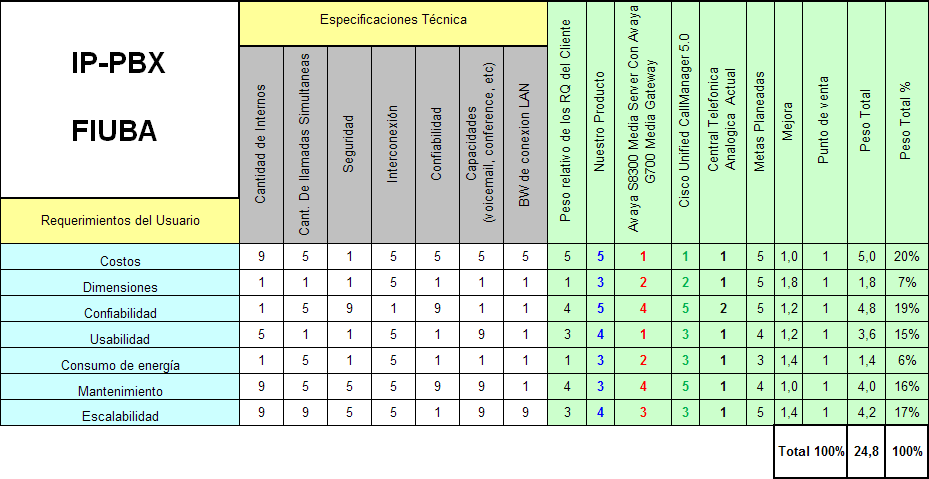 IP-PBX
FIUBA
Especificaciones Técnica
Cantidad de Internos
Cant. De llamadas Simultaneas
Seguridad
Interconexión
Confiabilidad
Capacidades
(voicemail, conference, etc)
BW de conexion LAN
Peso relativo de los RQ del Cliente
Nuestro Producto
Avaya S8300 Media Server Con Avaya
G700 Media Gateway
Cisco Unified CallManager 5.0
Central Telefonica
Analogica Actual
Metas Planeadas
Mejora
Punto de venta
Peso Total
Peso Total %
Requerimientos del Usuario
Costos 9 5 1 5 5 5 5 5 5 1 1 1 5 1,0 1 5,0 20%
Dimensiones 1 1 1 5 1 1 1 1 3 2 2 1 5 1,8 1 1,8 7%
Confiabilidad 1 5 9 1 9 1 1 4 5 4 5 2 5 1,2 1 4,8 19%
Usabilidad 5 1 1 5 1 9 1 3 4 1 3 1 4 1,2 1 3,6 15%
Consumo de energía 1 5 1 5 1 1 1 1 3 2 3 1 3 1,4 1 1,4 6%
Mantenimiento 9 5 5 5 9 9 1 4 3 4 5 1 4 1,0 1 4,0 16%
Escalabilidad 9 9 5 5 1 9 9 3 4 3 3 1 5 1,4 1 4,2 17%
Total 100% 24,8 100%